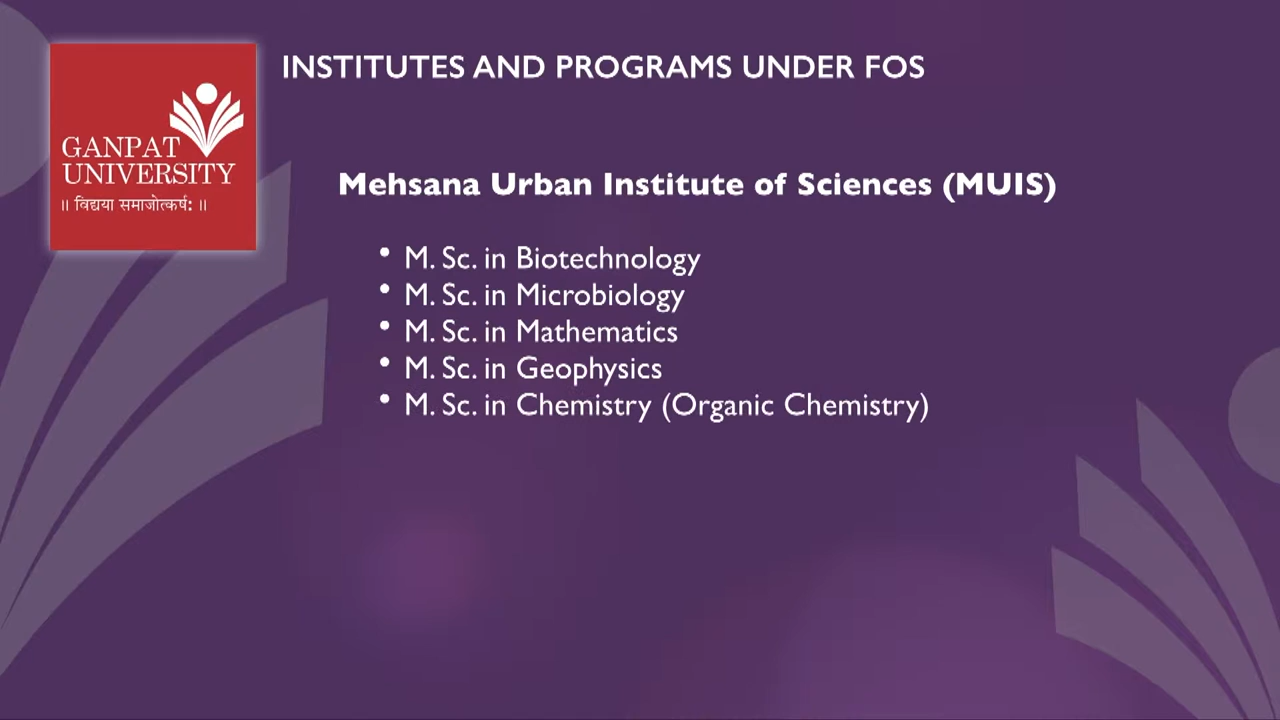 INSTITUTES AND PROGRAMS UNDER FOS
GANPAT
UNIVERSITY
॥ विद्यया समाजोत्कर्ष: ॥
Mehsana Urban Institute of Sciences (MUIS)
• M. Sc. in Biotechnology
• M. Sc. in Microbiology
• M. Sc. in Mathematics
• M. Sc. in Geophysics
• M. Sc. in Chemistry (Organic Chemistry)